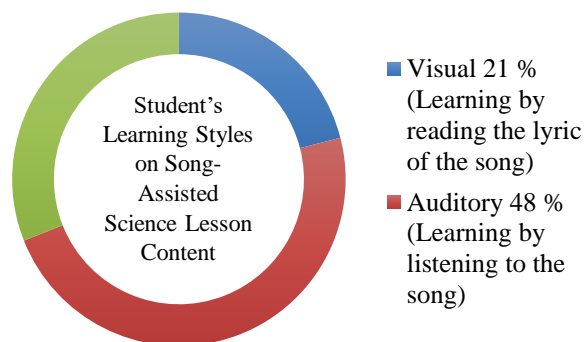 Student's
Learning Styles
on Song-
Assisted
Science Lesson
Content
Visual 21 %
(Learning by
reading the lyric
of the song)
Auditory 48 %
(Learning by
listening to the
song)